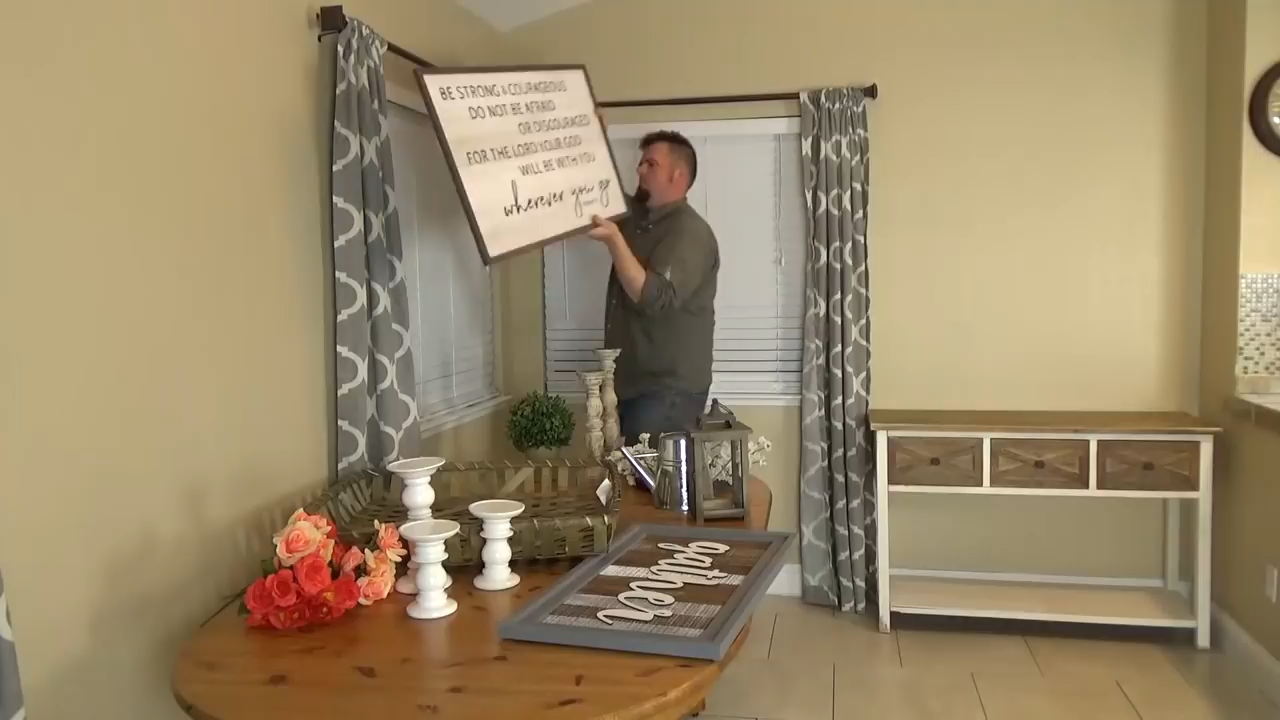 BE STRONG & COURAGEOUS
DO NOT BE AFRAID
OR DISCOURAGED
FOR THE LORD YOUR GOD
WILL BE WITH YOU
wherever you go
gather